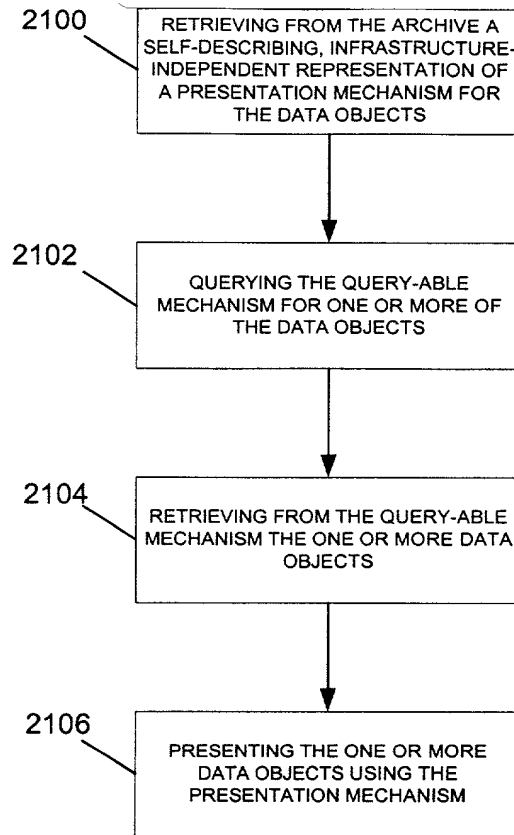 2100
RETRIEVING FROM THE ARCHIVE A
SELF-DESCRIBING, INFRASTRUCTURE-
INDEPENDENT REPRESENTATION OF
A PRESENTATION MECHANISM FOR
THE DATA OBJECTS
2102
QUERYING THE QUERY-ABLE
MECHANISM FOR ONE OR MORE OF
THE DATA OBJECTS
2104
RETRIEVING FROM THE QUERY-ABLE
MECHANISM THE ONE OR MORE DATA
OBJECTS
2106
PRESENTING THE ONE OR MORE
DATA OBJECTS USING THE
PRESENTATION MECHANISM